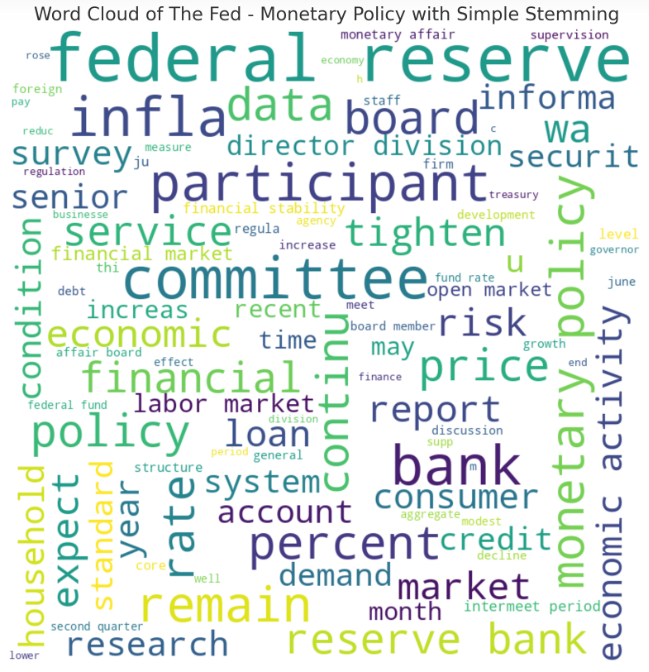 Word Cloud of The Fed - Monetary Policy with Simple Stemming
rose
federal reserve
monetary affair
supervision
economy
h
foreign
pay
infla
data
board
staff
informa
c
wa
reduc
measure
survey
ju
director division
firm
securit
regulation
senior
participant
treasury
businesse
financial stability
agency
development
service
regula
tighten
level
governor
financial market
increase
thi
committee
u
fund rate
debt
open market
june
condition
increas
recent
meet
board member
risk
monetary policy
economic
time
may
growth
affair board
effect
financial
continu
price
end
finance
economic activity
federal fund
labor market
report
division
policy
loan
discussion
supp
period
general
bank
m
structure
household
expect
standard
year
rate
system
consumer
account
aggregate
modest
percent
credit
decline
core
well
demand
market
remain
month
intermeet period
second quarter
research
reserve bank
lower